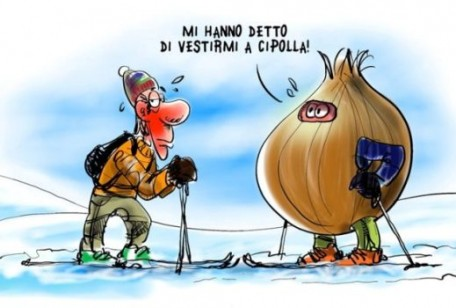 MI HANNO DETTO
DI VESTIRMI A CIPOLLA!